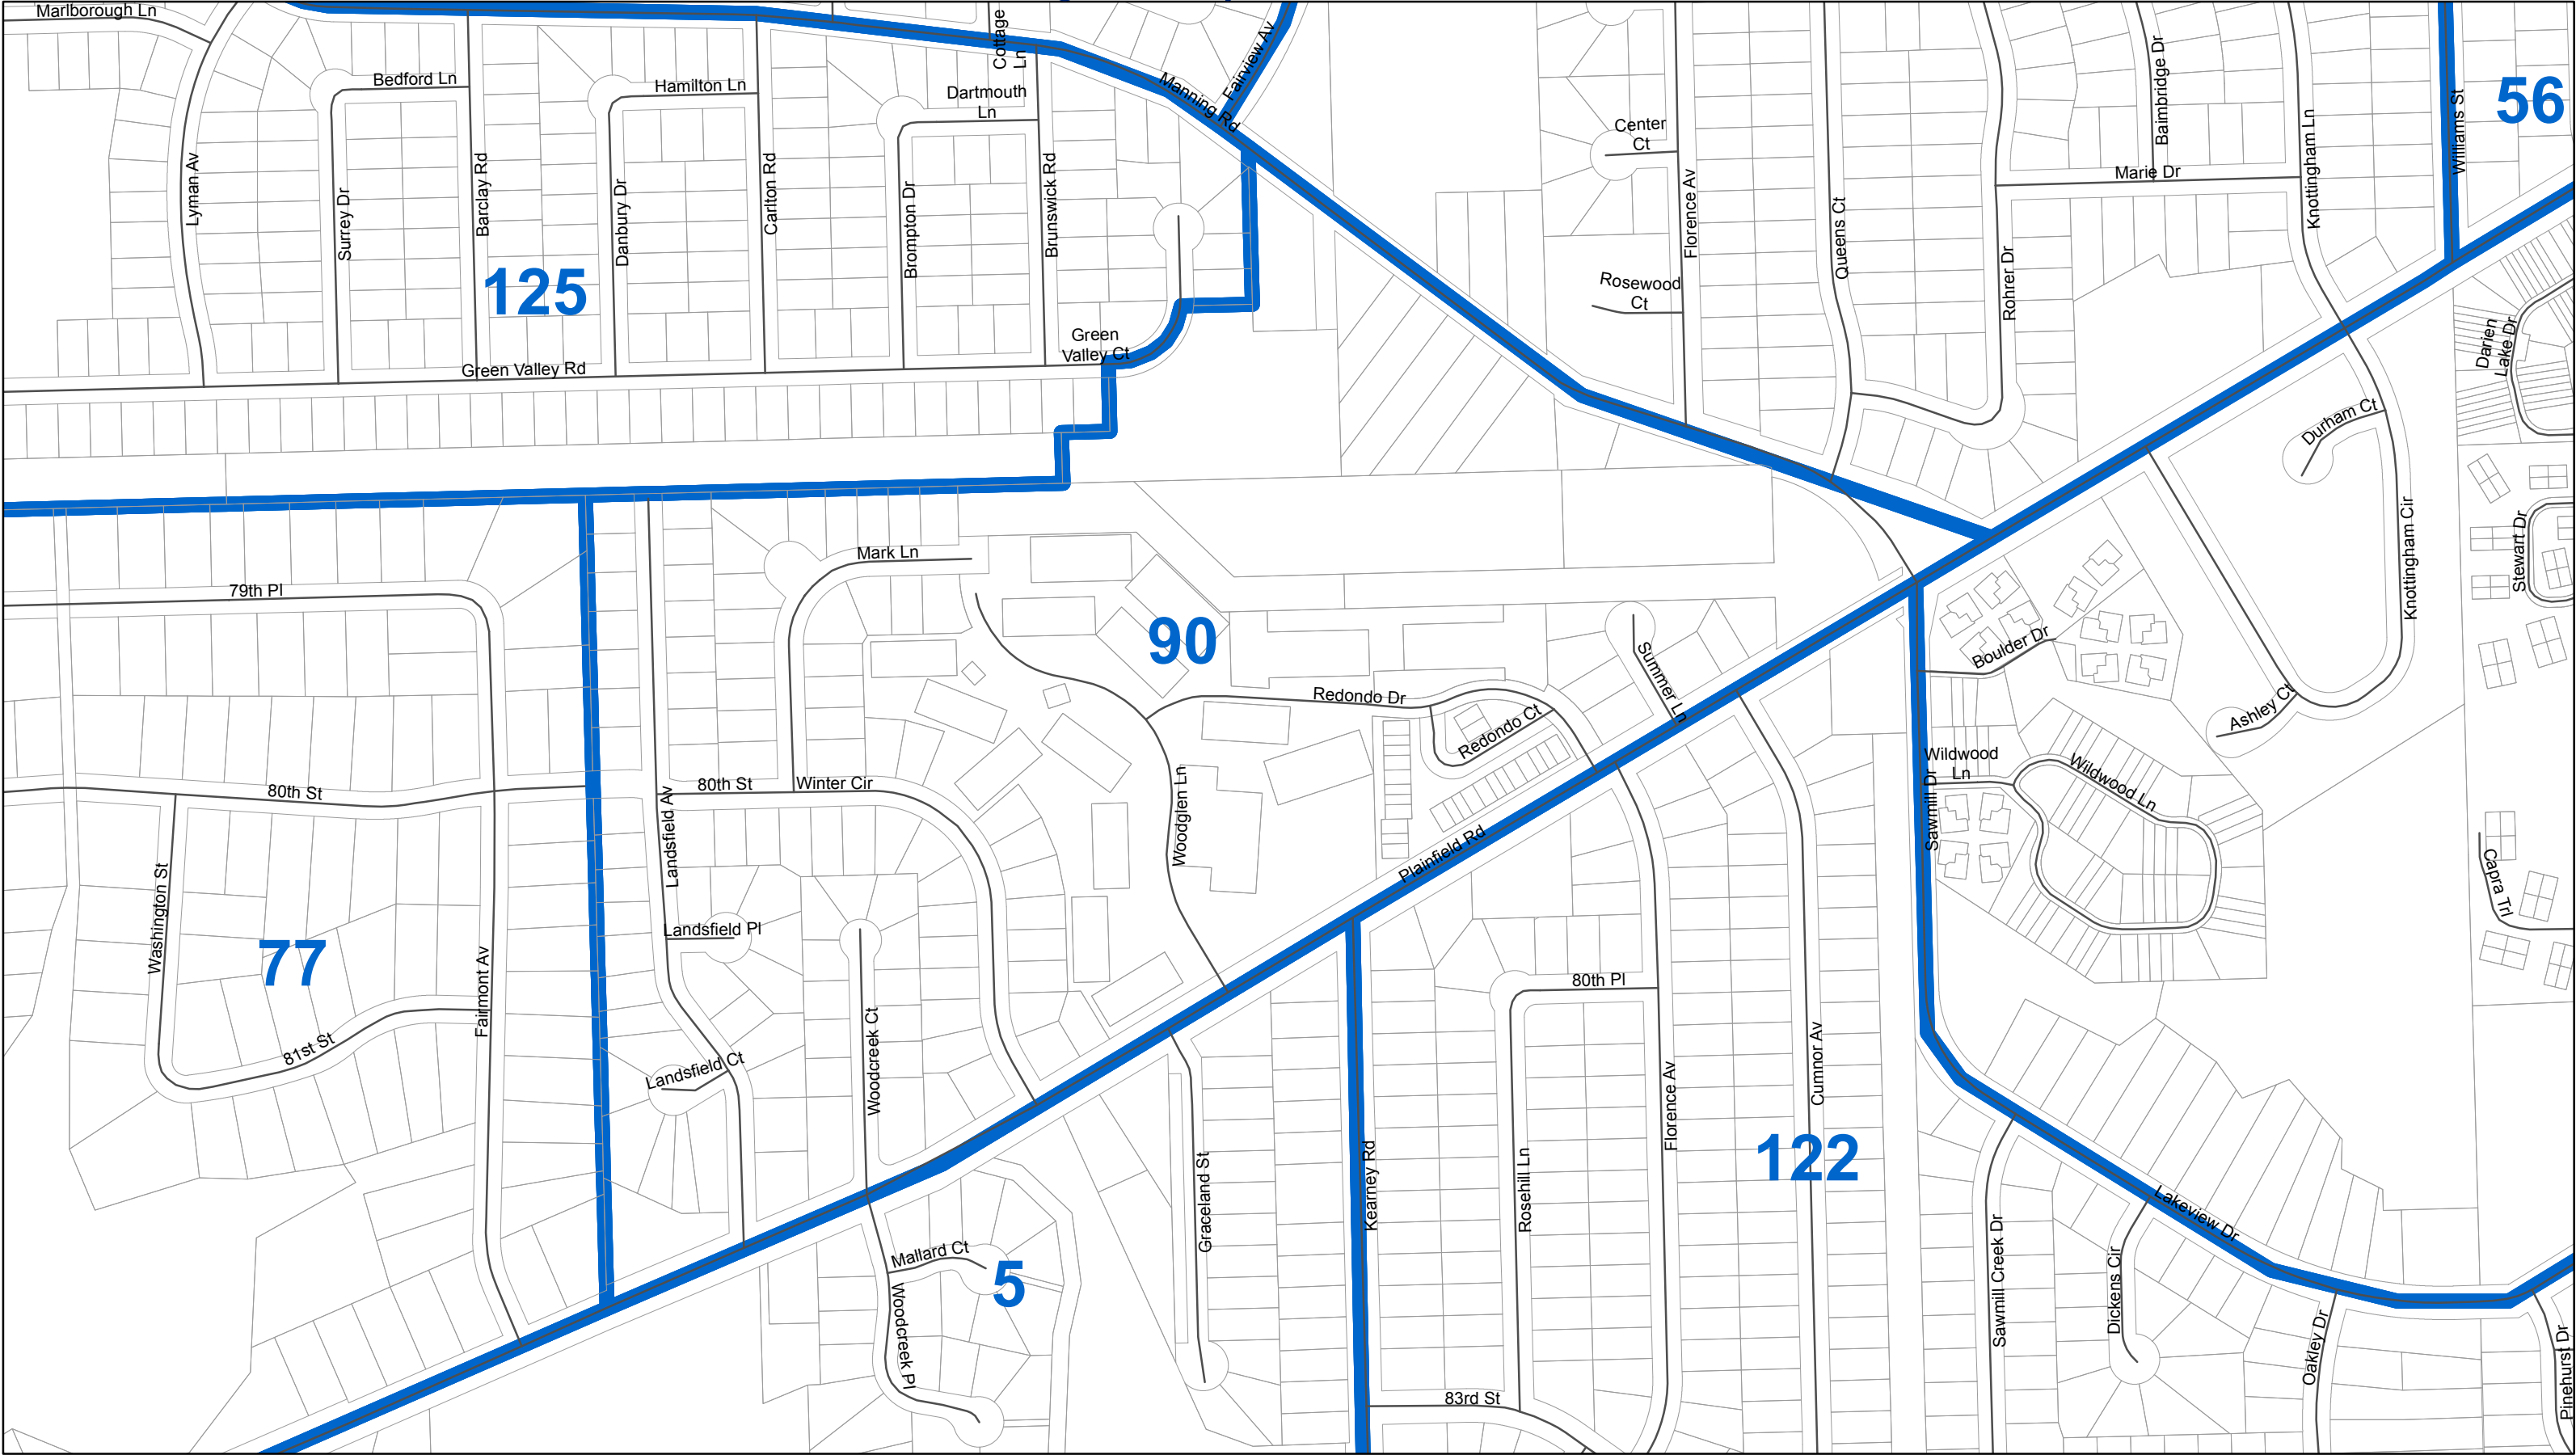 Marlborough Ln
Bedford Ln
Hamilton Ln
Cottage
Ln
Dartmouth
Ln
Manning Rd
Fairview Av
Lyman Av
Surrey Dr
Barclay Rd
Danbury Dr
Carlton Rd
Brompton Dr
Brunswick Rd
125
Green
Valley Ct
Green Valley Rd
Center
Ct
Florence Av
Rosewood
Ct
Queens Ct
Rohrer Dr
Baimbridge Dr
Marie Dr
Knottingham Ln
Williams St
56
Darien
Lake Dr
Durham Ct
Knottingham Cir
Stewart Dr
Mark Ln
79th Pl
90
Redondo Dr
Redondo Ct
Summer Ln
Boulder Dr
Ashley Ct
Wildwood
Ln
Wildwood Ln
Sawmill Dr
80th St
80th St
Winter Cir
Landsfield Av
Woodglen Ln
Plainfield Rd
Capra Trl
Washington St
77
Fairmont Av
Landsfield Pl
81st St
Landsfield Ct
Woodcreek Ct
80th Pl
Florence Av
Cumnor Av
122
Graceland St
Kearney Rd
Rosehill Ln
Mallard Ct
5
Woodcreek Pl
83rd St
Sawmill Creek Dr
Dickens Cir
Lakeview Dr
Oakley Dr
Pinehurst Dr